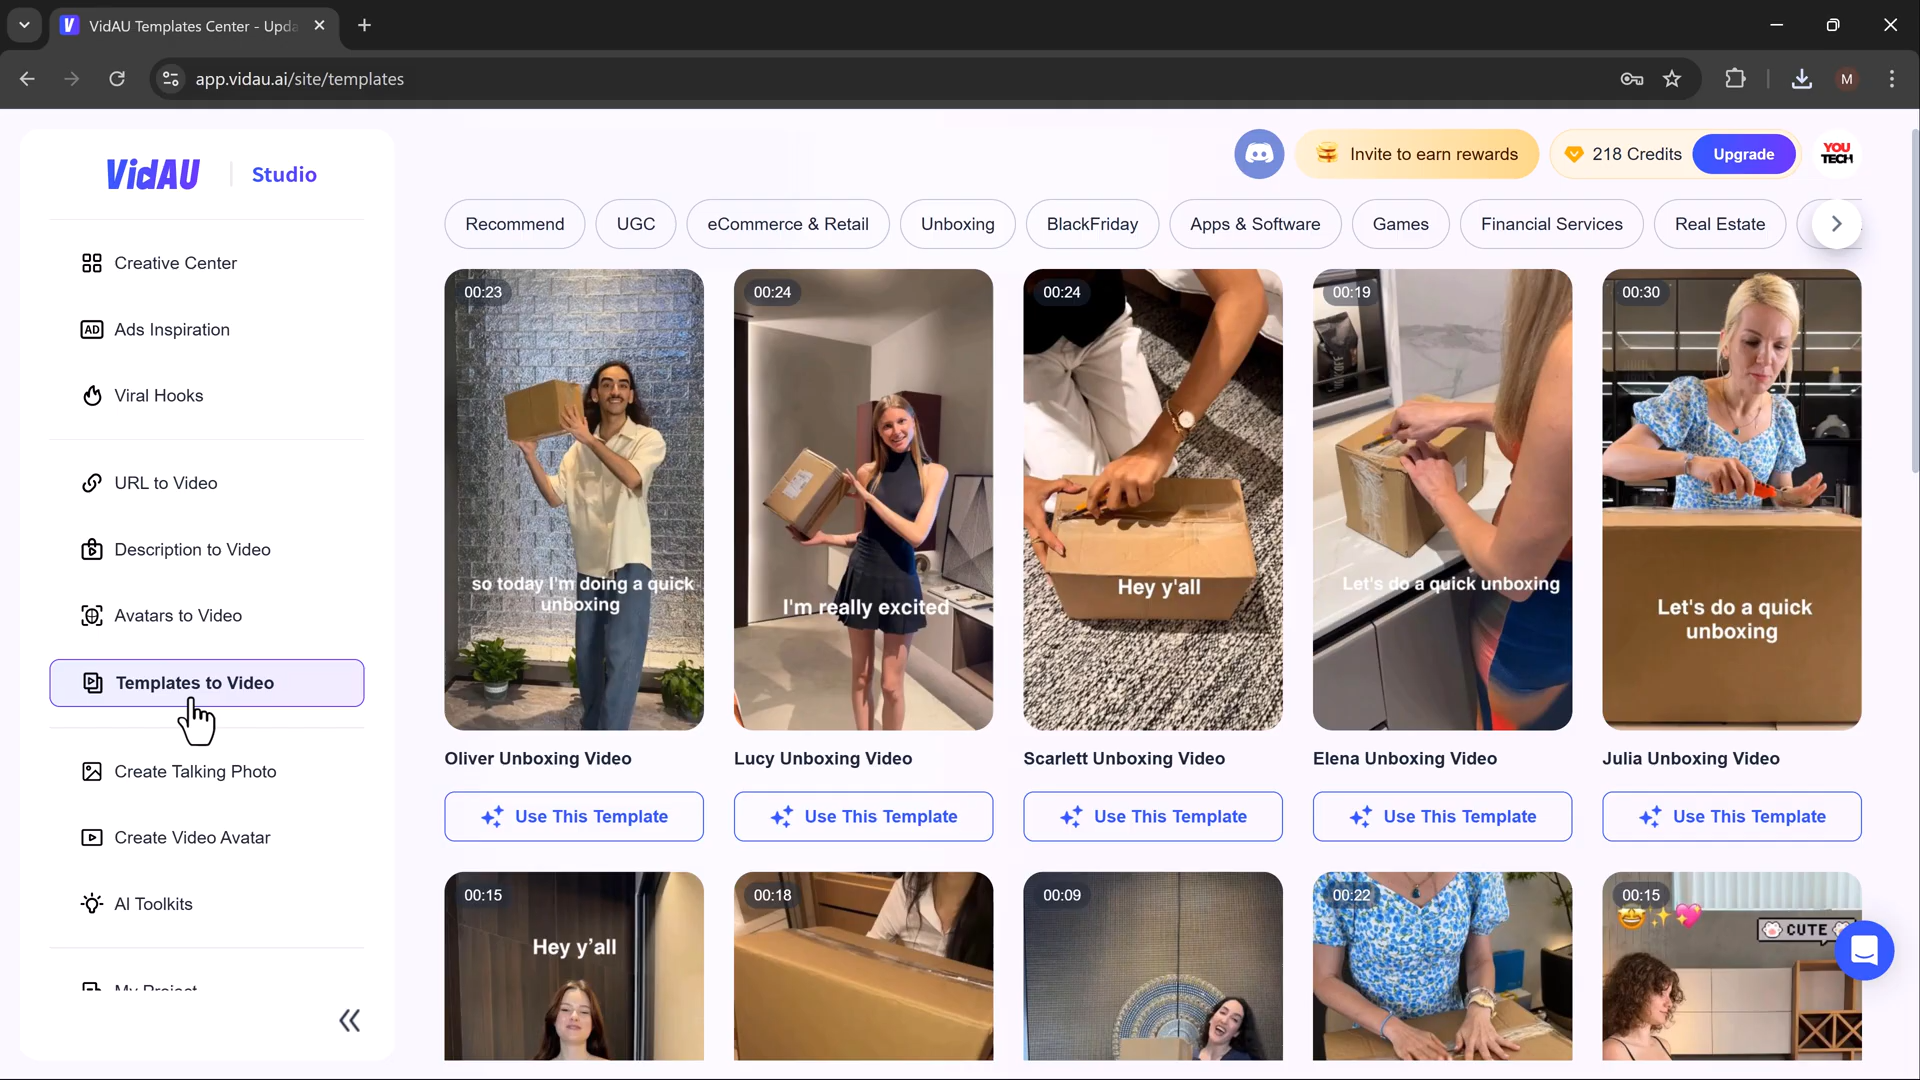 VidAU Templates Center - Upda
app.vidau.ai/site/templates
M
VidAU Studio
Creative Center
AD Ads Inspiration
Viral Hooks
URL to Video
Description to Video
Avatars to Video
Templates to Video
Create Talking Photo
Create Video Avatar
AI Toolkits
My Project
Invite to earn rewards
218 Credits
Upgrade
YOU
TECH
Recommend
UGC
eCommerce & Retail
Unboxing
BlackFriday
Apps & Software
Games
Financial Services
Real Estate
00:23
so today I'm doing a quick
unboxing
Oliver Unboxing Video
Use This Template
00:24
I'm really excited
Lucy Unboxing Video
Use This Template
00:24
Hey y'all
Scarlett Unboxing Video
Use This Template
00:19
Let's do a quick unboxing
Elena Unboxing Video
Use This Template
00:30
Let's do a quick
unboxing
Julia Unboxing Video
Use This Template
00:15
Hey y’all
00:18
00:09
00:22
00:15
CUTE